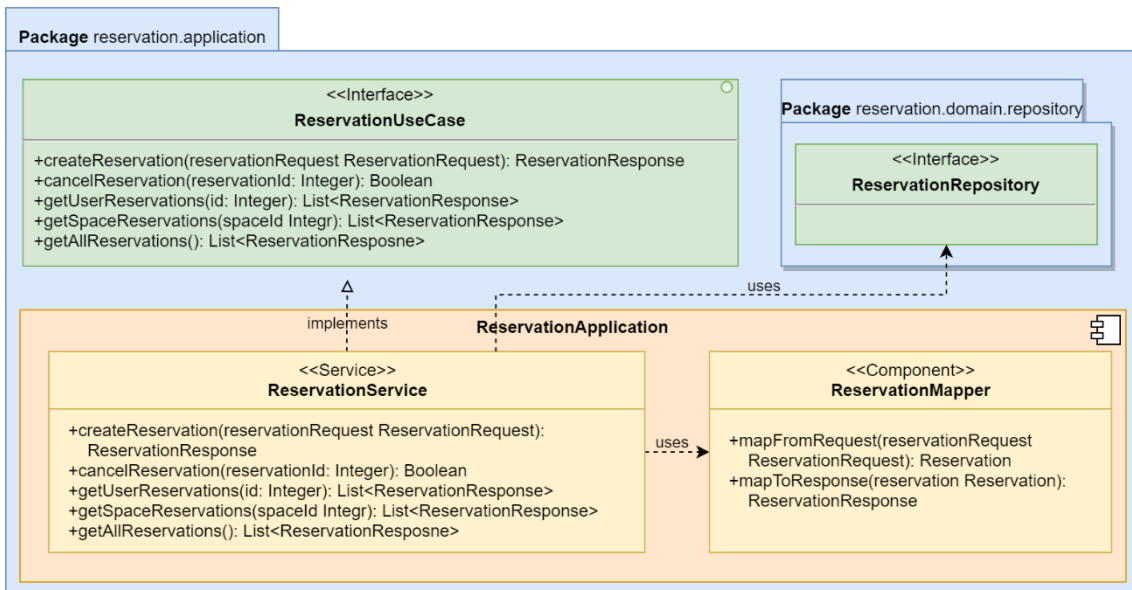 Package reservation.application
<<Interface>>
ReservationUseCase
+createReservation(reservationRequest ReservationRequest): ReservationResponse
+cancelReservation(reservationId: Integer): Boolean
+getUserReservations(id: Integer): List<ReservationResponse>
+getSpaceReservations(spaceId Integr): List<ReservationResponse>
+getAllReservations(): List<ReservationResposne>
Package reservation.domain.repository
<<Interface>>
ReservationRepository
uses
implements
ReservationApplication
<<Service>>
ReservationService
+createReservation(reservationRequest ReservationRequest):
ReservationResponse
+cancelReservation(reservationId: Integer): Boolean
+getUserReservations(id: Integer): List<ReservationResponse>
+getSpaceReservations(spaceId Integr): List<ReservationResponse>
+getAllReservations(): List<ReservationResposne>
uses
<<Component>>
ReservationMapper
+mapFromRequest(reservationRequest
ReservationRequest): Reservation
+mapToResponse(reservation Reservation):
ReservationResponse